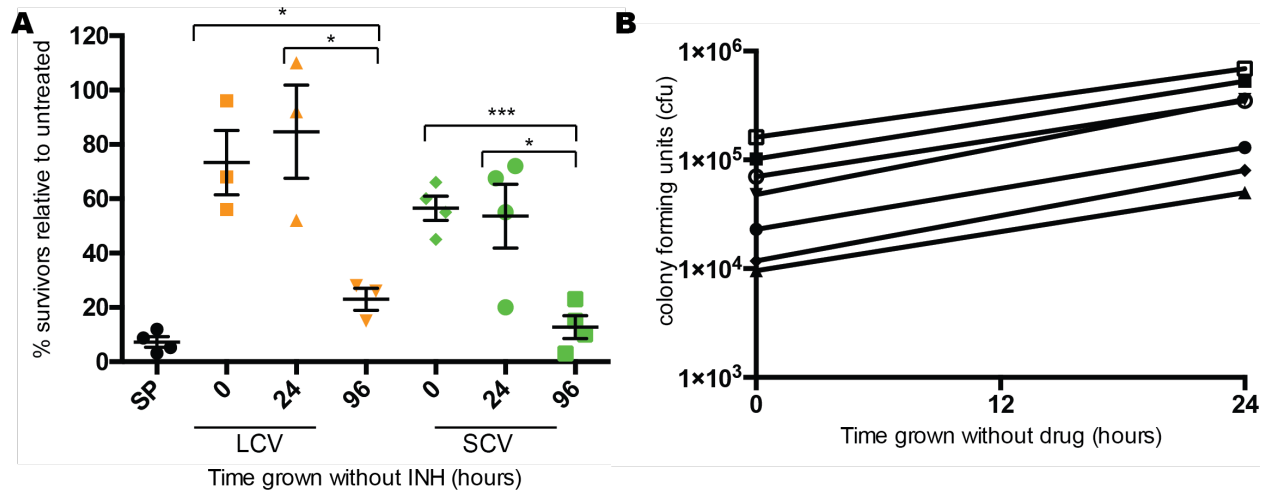 A
% survivors relative to untreated
120
100
80
60
40
20
0
*
*
***
*
SP
0
24
96
0
24
96
LCV
SCV
Time grown without INH (hours)
B
colony forming units (cfu)
1×10⁶
1×10⁵
1×10⁴
1×10³
0
12
24
Time grown without drug (hours)